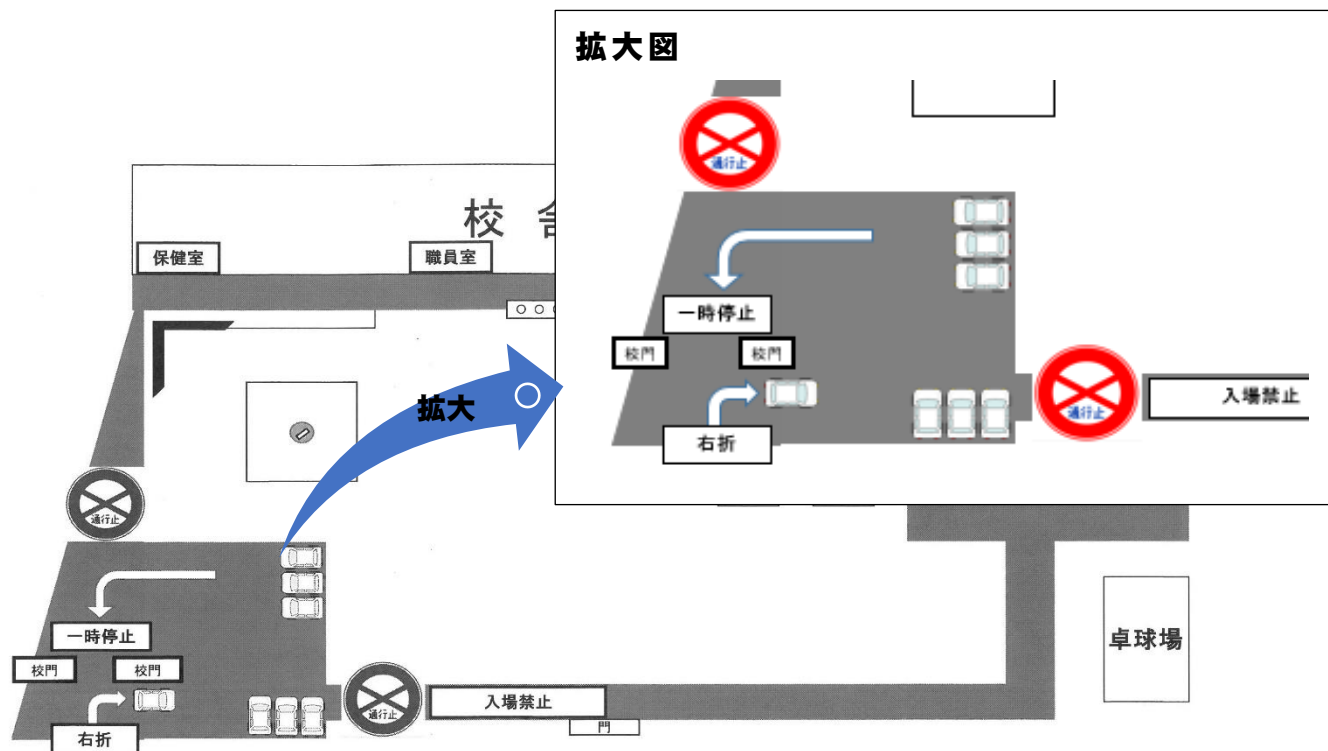 拡大図
通行止
一時停止
校門
校門
右折
通行止
入場禁止
校
保健室
職員室
拡大
通行止
一時停止
校門
校門
右折
通行止
入場禁止
門
卓球場